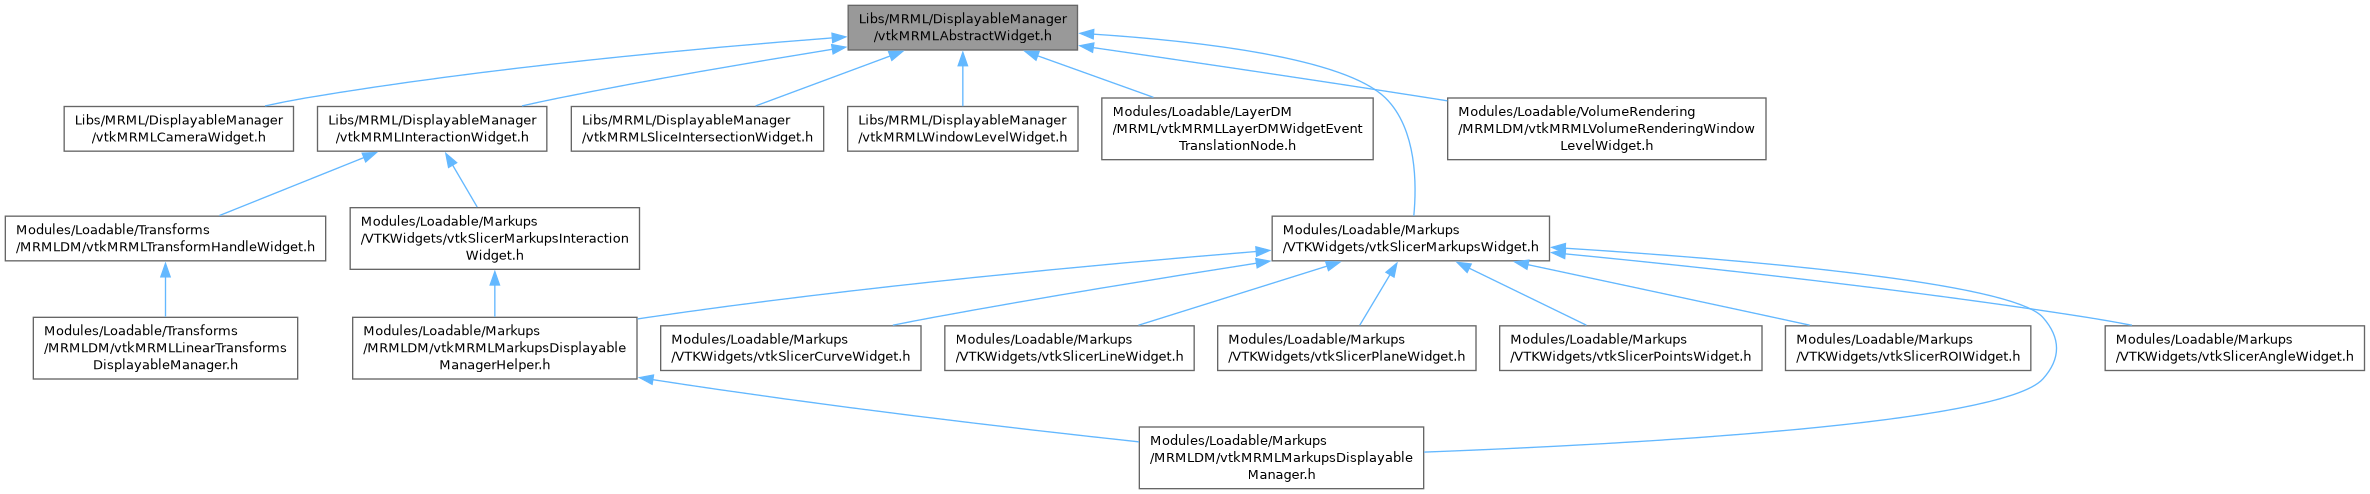 Libs/MRML/DisplayableManager
/vtkMRMLAbstractWidget.h
Libs/MRML/DisplayableManager
/vtkMRMLCameraWidget.h
Libs/MRML/DisplayableManager
/vtkMRMLInteractionWidget.h
Libs/MRML/DisplayableManager
/vtkMRMLSliceIntersectionWidget.h
Libs/MRML/DisplayableManager
/vtkMRMLWindowLevelWidget.h
Modules/Loadable/LayerDM
/MRML/vtkMRMLLayerDMWidgetEvent
TranslationNode.h
Modules/Loadable/VolumeRendering
/MRMLDM/vtkMRMLVolumeRenderingWindow
LevelWidget.h
Modules/Loadable/Transforms
/MRMLDM/vtkMRMLTransformHandleWidget.h
Modules/Loadable/Markups
/VTKWidgets/vtkSlicerMarkupsInteraction
Widget.h
Modules/Loadable/Markups
/VTKWidgets/vtkSlicerMarkupsWidget.h
Modules/Loadable/Transforms
/MRMLDM/vtkMRMLLinearTransforms
DisplayableManager.h
Modules/Loadable/Markups
/MRMLDM/vtkMRMLMarkupsDisplayable
ManagerHelper.h
Modules/Loadable/Markups
/VTKWidgets/vtkSlicerCurveWidget.h
Modules/Loadable/Markups
/VTKWidgets/vtkSlicerLineWidget.h
Modules/Loadable/Markups
/VTKWidgets/vtkSlicerPlaneWidget.h
Modules/Loadable/Markups
/VTKWidgets/vtkSlicerPointsWidget.h
Modules/Loadable/Markups
/VTKWidgets/vtkSlicerROIWidget.h
Modules/Loadable/Markups
/VTKWidgets/vtkSlicerAngleWidget.h
Modules/Loadable/Markups
/MRMLDM/vtkMRMLMarkupsDisplayable
Manager.h